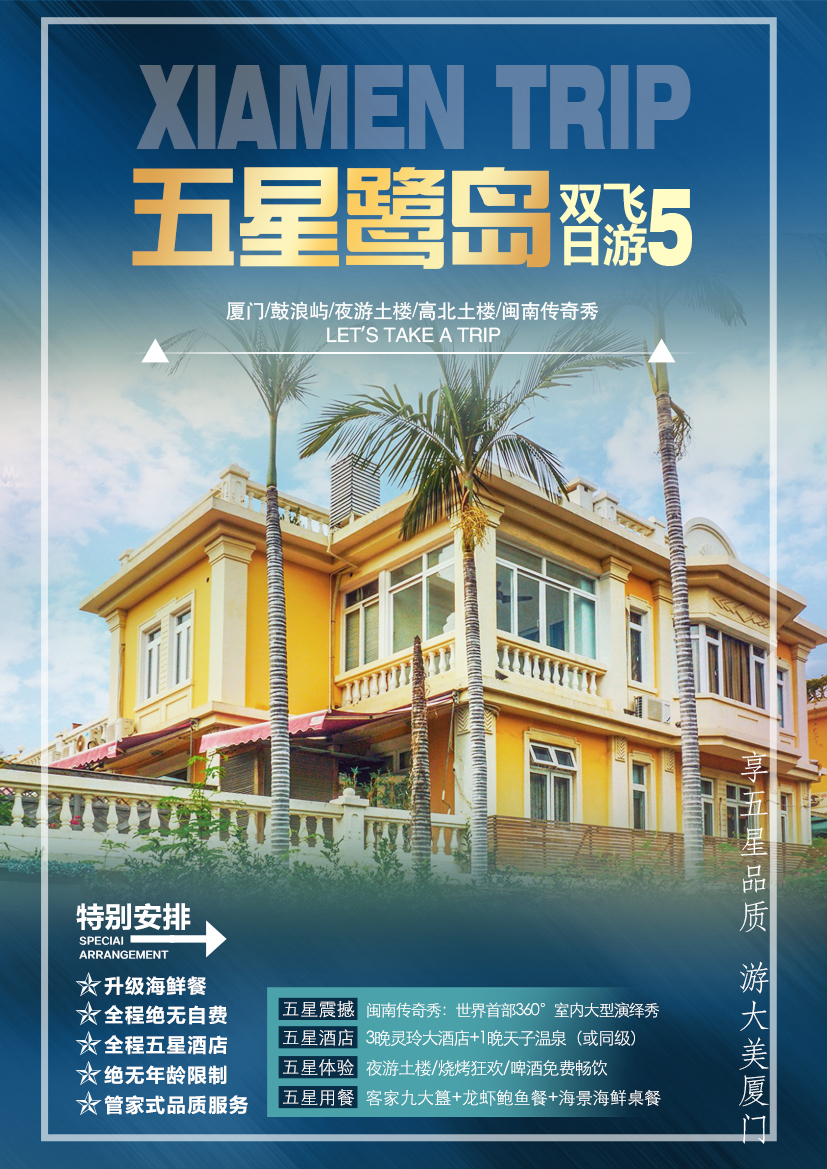 XIAMEN TRIP
五星鹭岛 双飞5日游
厦门/鼓浪屿/夜游土楼/高北土楼/闽南传奇秀
LET'S TAKE A TRIP
享五星品质 游大美厦门
特别安排
SPECIAI
ARRANGEMENT
升级海鲜餐
全程绝无自费
全程五星酒店
绝无年龄限制
管家式品质服务
五星震撼 闽南传奇秀：世界首部360°室内大型演绎秀
五星酒店 3晚灵玲大酒店+1晚天子温泉（或同级）
五星体验 夜游土楼/烧烤狂欢/啤酒免费畅饮
五星用餐 客家九大簋+龙虾鲍鱼餐+海景海鲜桌餐